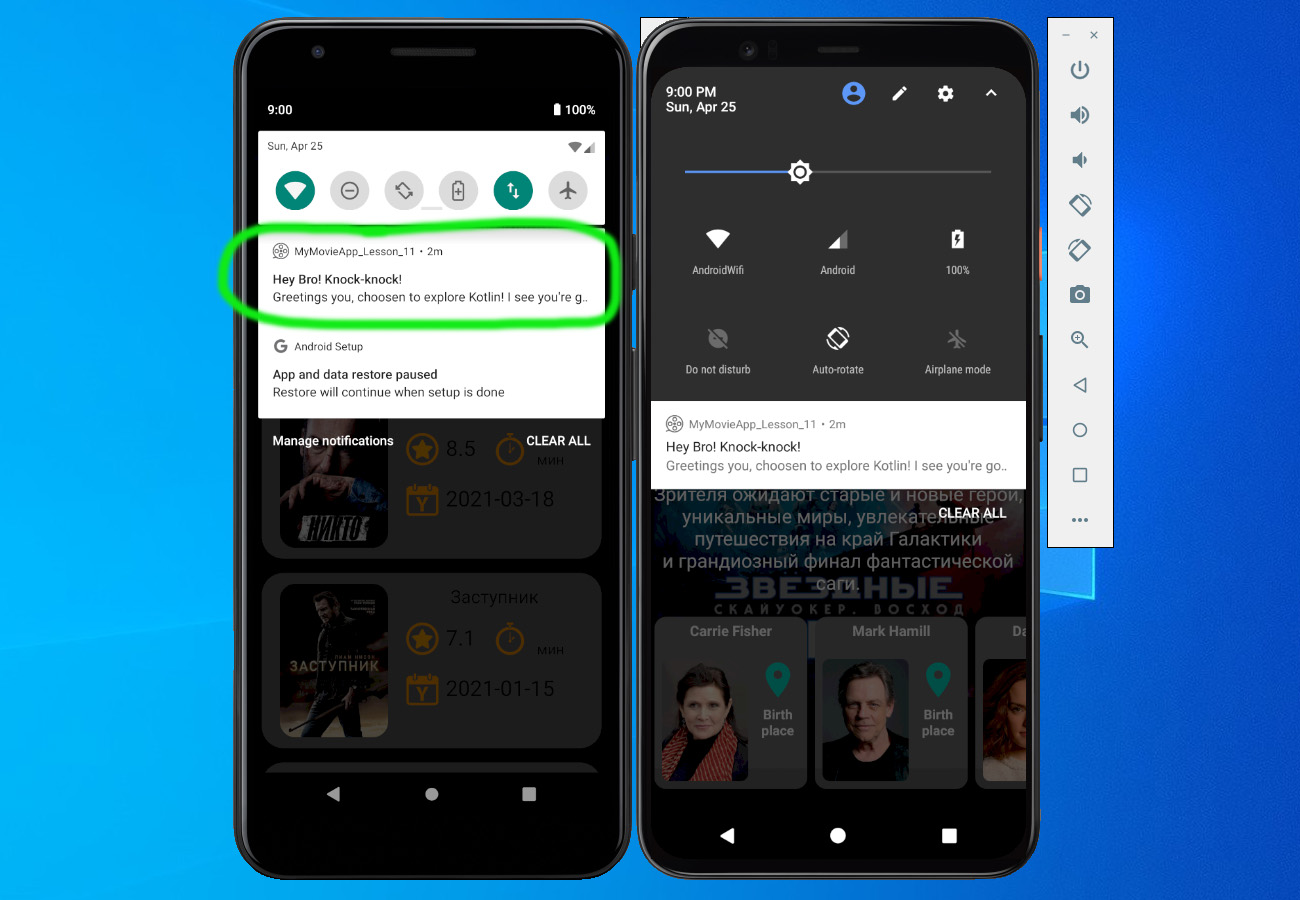 9:00
100%
Sun, Apr 25
MyMovieApp_Lesson_11 • 2m
Hey Bro! Knock-knock!
Greetings you, choosen to explore Kotlin! I see you're g..
Android Setup
App and data restore paused
Restore will continue when setup is done
Manage notifications
CLEAR ALL
8.5
мин
2021-03-18
НИКТО
Заступник
7.1
мин
ЗАСТУПНИК
2021-01-15
9:00 PM
Sun, Apr 25
AndroidWifi
Android
100%
Do not disturb
Auto-rotate
Airplane mode
MyMovieApp_Lesson_11 • 2m
Hey Bro! Knock-knock!
Greetings you, choosen to explore Kotlin! I see you're go..
Зрителя ожидают старые и новые герои,
CLEAR ALL
уникальные миры, увлекательные
путешествия на край Галактики
и грандиозный финал фантастической
саги.
ЗВЁЗДНЫЕ
СКАЙУОКЕР. ВОСХОД
Carrie Fisher
Mark Hamill
Da
Birth
place
Birth
place